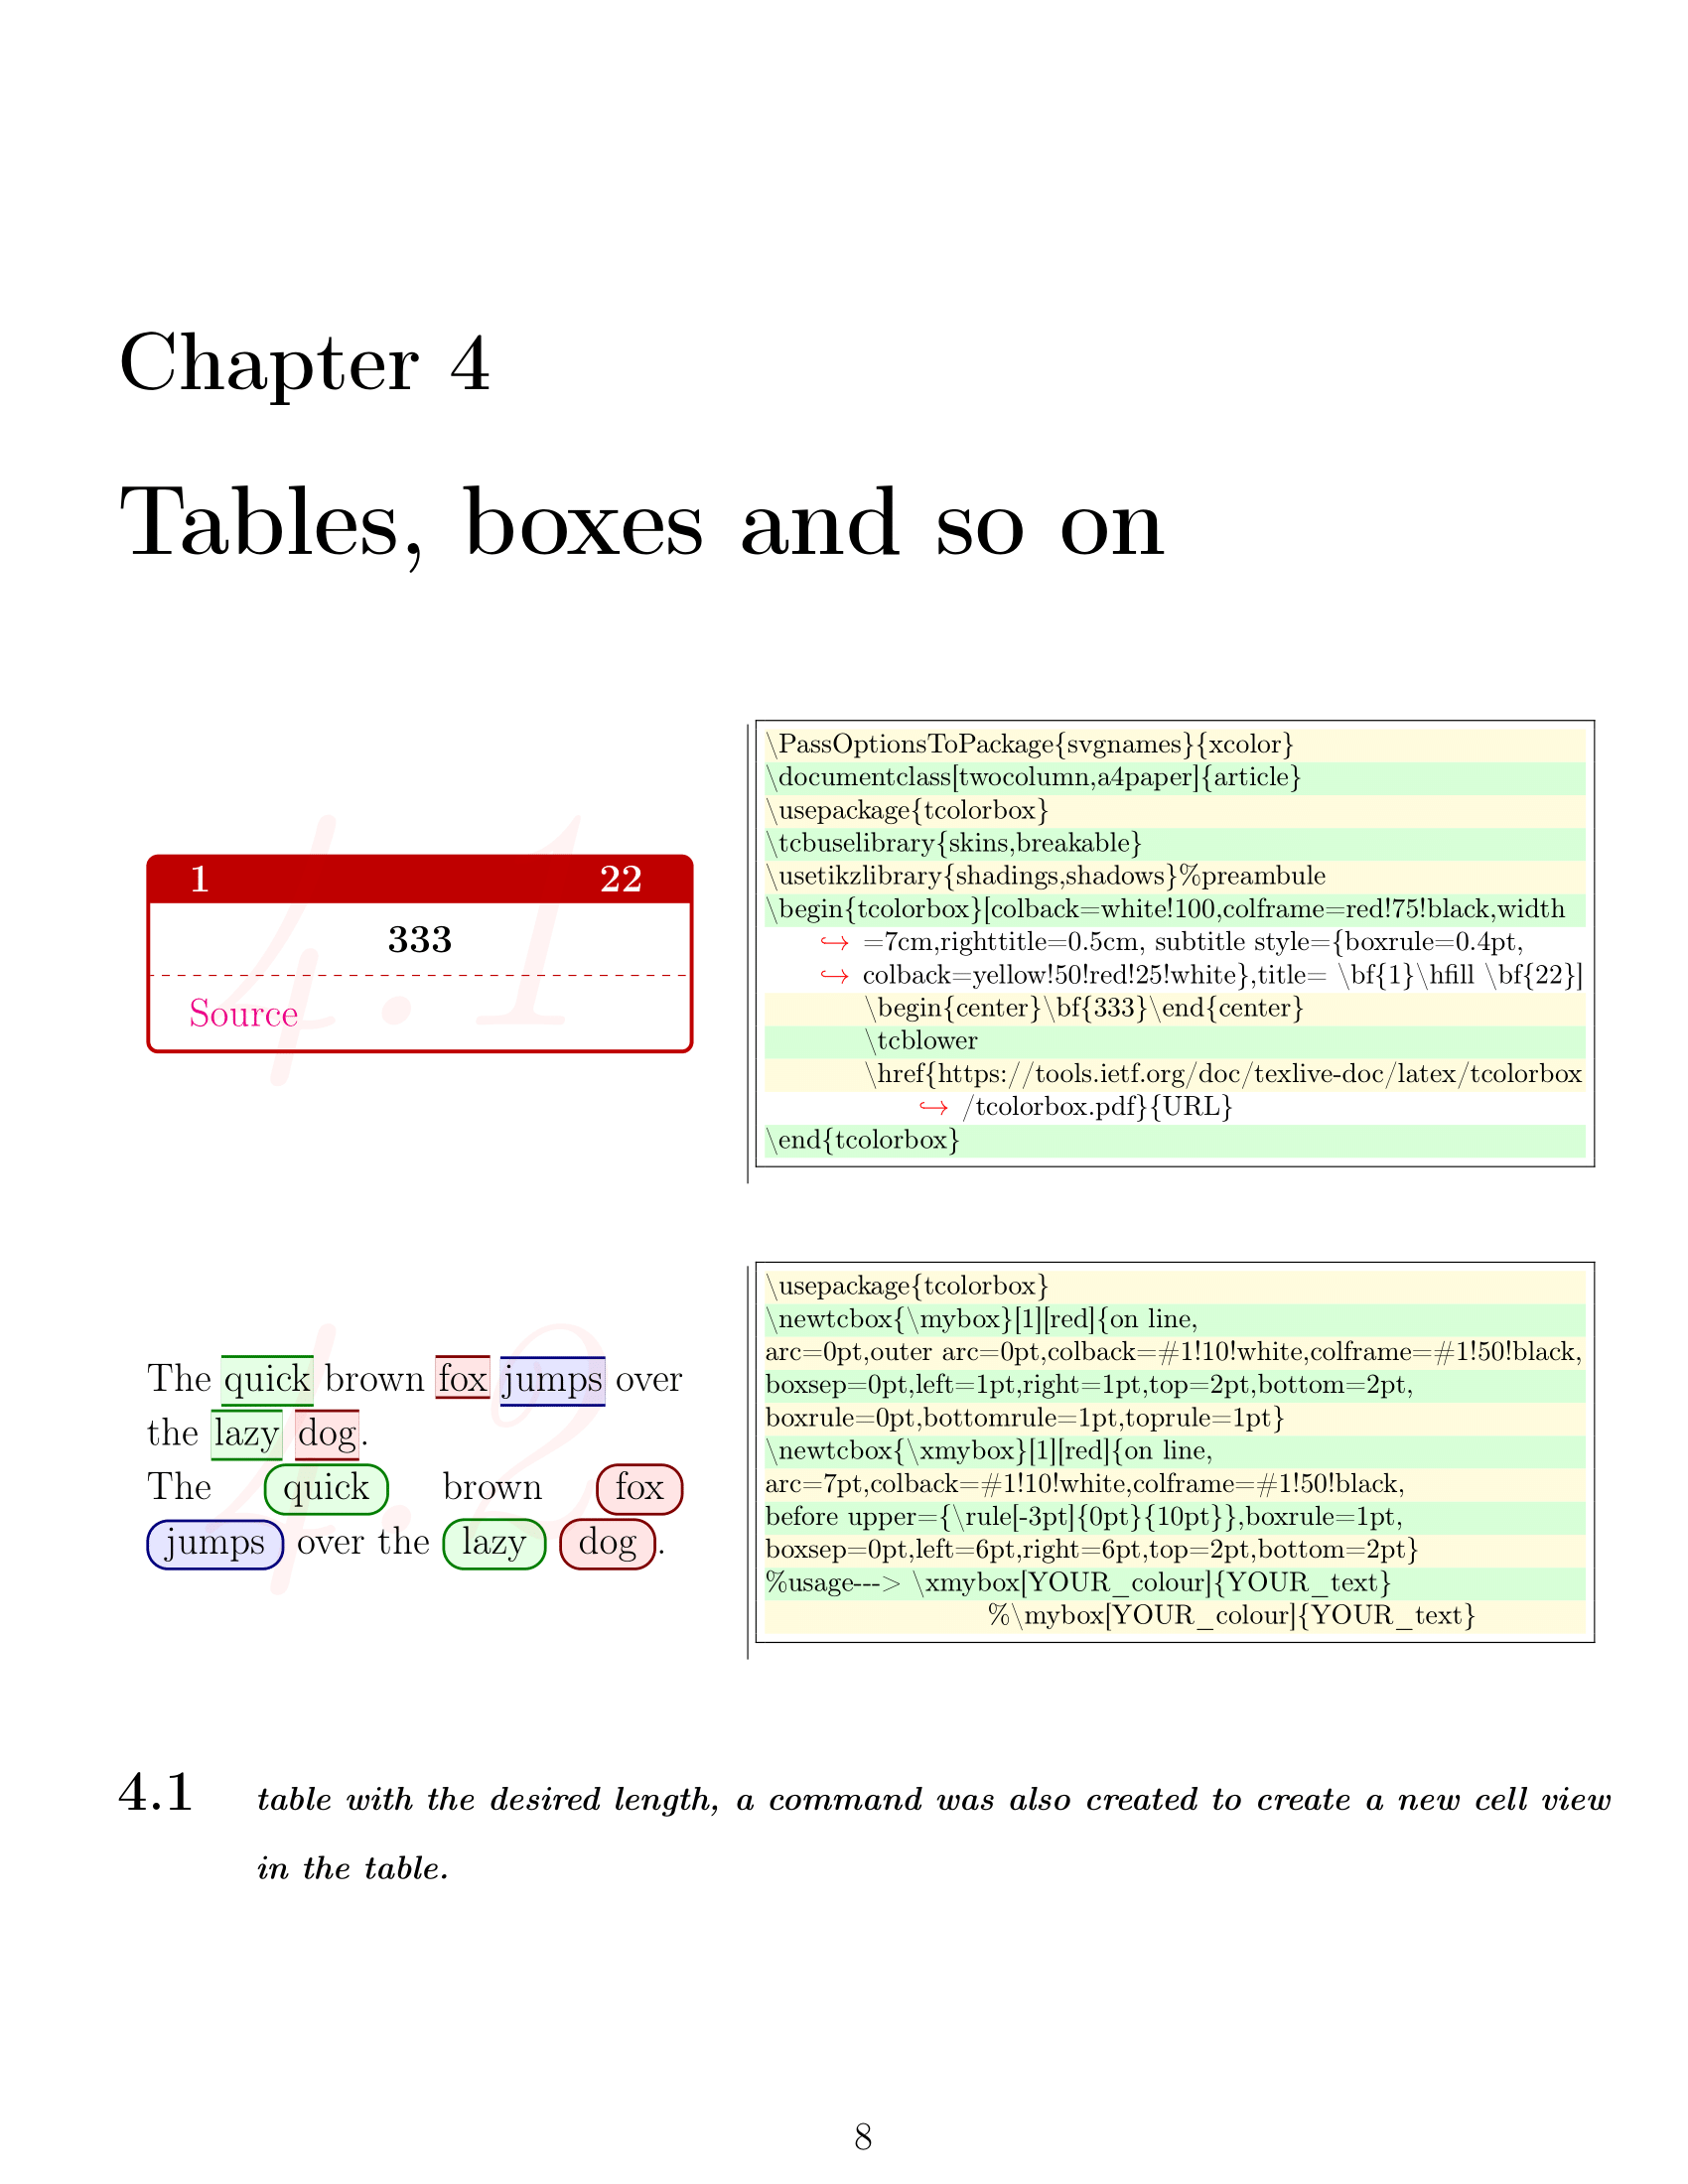 Chapter 4
Tables, boxes and so on
4.1
1 22
333
Source
\PassOptionsToPackage{svgnames}{xcolor}
\documentclass[twocolumn,a4paper]{article}
\usepackage{tcolorbox}
\tcbuselibrary{skins,breakable}
\usetikzlibrary{shadings,shadows}%preambule
\begin{tcolorbox}[colback=white!100,colframe=red!75!black,width
↪ =7cm,righttitle=0.5cm, subtitle style={boxrule=0.4pt,
↪ colback=yellow!50!red!25!white},title= \bf{1}\hfill \bf{22}]
\begin{center}\bf{333}\end{center}
\tcblower
\href{https://tools.ietf.org/doc/texlive-doc/latex/tcolorbox
↪ /tcolorbox.pdf}{URL}
\end{tcolorbox}
4.2
The quick brown fox jumps over
the lazy dog.
The quick brown fox
jumps over the lazy dog.
\usepackage{tcolorbox}
\newtcbox{\mybox}[1][red]{on line,
arc=0pt,outer arc=0pt,colback=#1!10!white,colframe=#1!50!black,
boxsep=0pt,left=1pt,right=1pt,top=2pt,bottom=2pt,
boxrule=0pt,bottomrule=1pt,toprule=1pt}
\newtcbox{\xmybox}[1][red]{on line,
arc=7pt,colback=#1!10!white,colframe=#1!50!black,
before upper={\rule[-3pt]{0pt}{10pt}},boxrule=1pt,
boxsep=0pt,left=6pt,right=6pt,top=2pt,bottom=2pt}
%usage---> \xmybox[YOUR_colour]{YOUR_text}
%\mybox[YOUR_colour]{YOUR_text}
4.1 table with the desired length, a command was also created to create a new cell view
in the table.
8